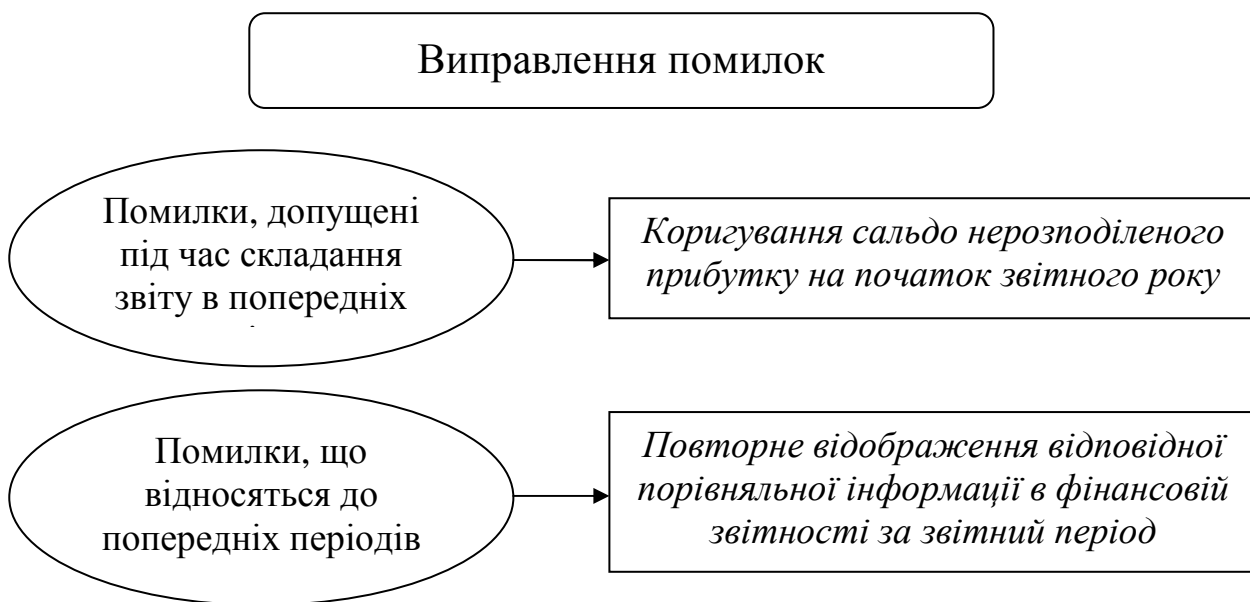 Виправлення помилок
Помилки, допущені
під час складання
звіту в попередніх
Коригування сальдо нерозподіленого
прибутку на початок звітного року
Помилки, що
відносяться до
попередніх періодів
Повторне відображення відповідної
порівняльної інформації в фінансовій
звітності за звітний період